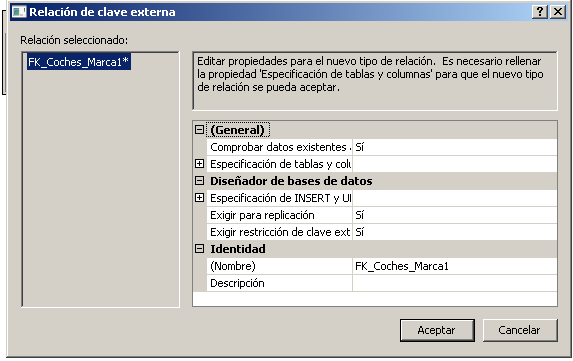 Relación de clave externa
Relación seleccionado:
FK_Coches_Marca1*
Editar propiedades para el nuevo tipo de relación. Es necesario rellenar
la propiedad 'Especificación de tablas y columnas' para que el nuevo tipo
de relación se pueda aceptar.
(General)
Comprobar datos existentes Sí
Especificación de tablas y colu
Diseñador de bases de datos
Especificación de INSERT y UI
Exigir para replicación Sí
Exigir restricción de clave ext Sí
Identidad
(Nombre) FK_Coches_Marca1
Descripción
Aceptar Cancelar